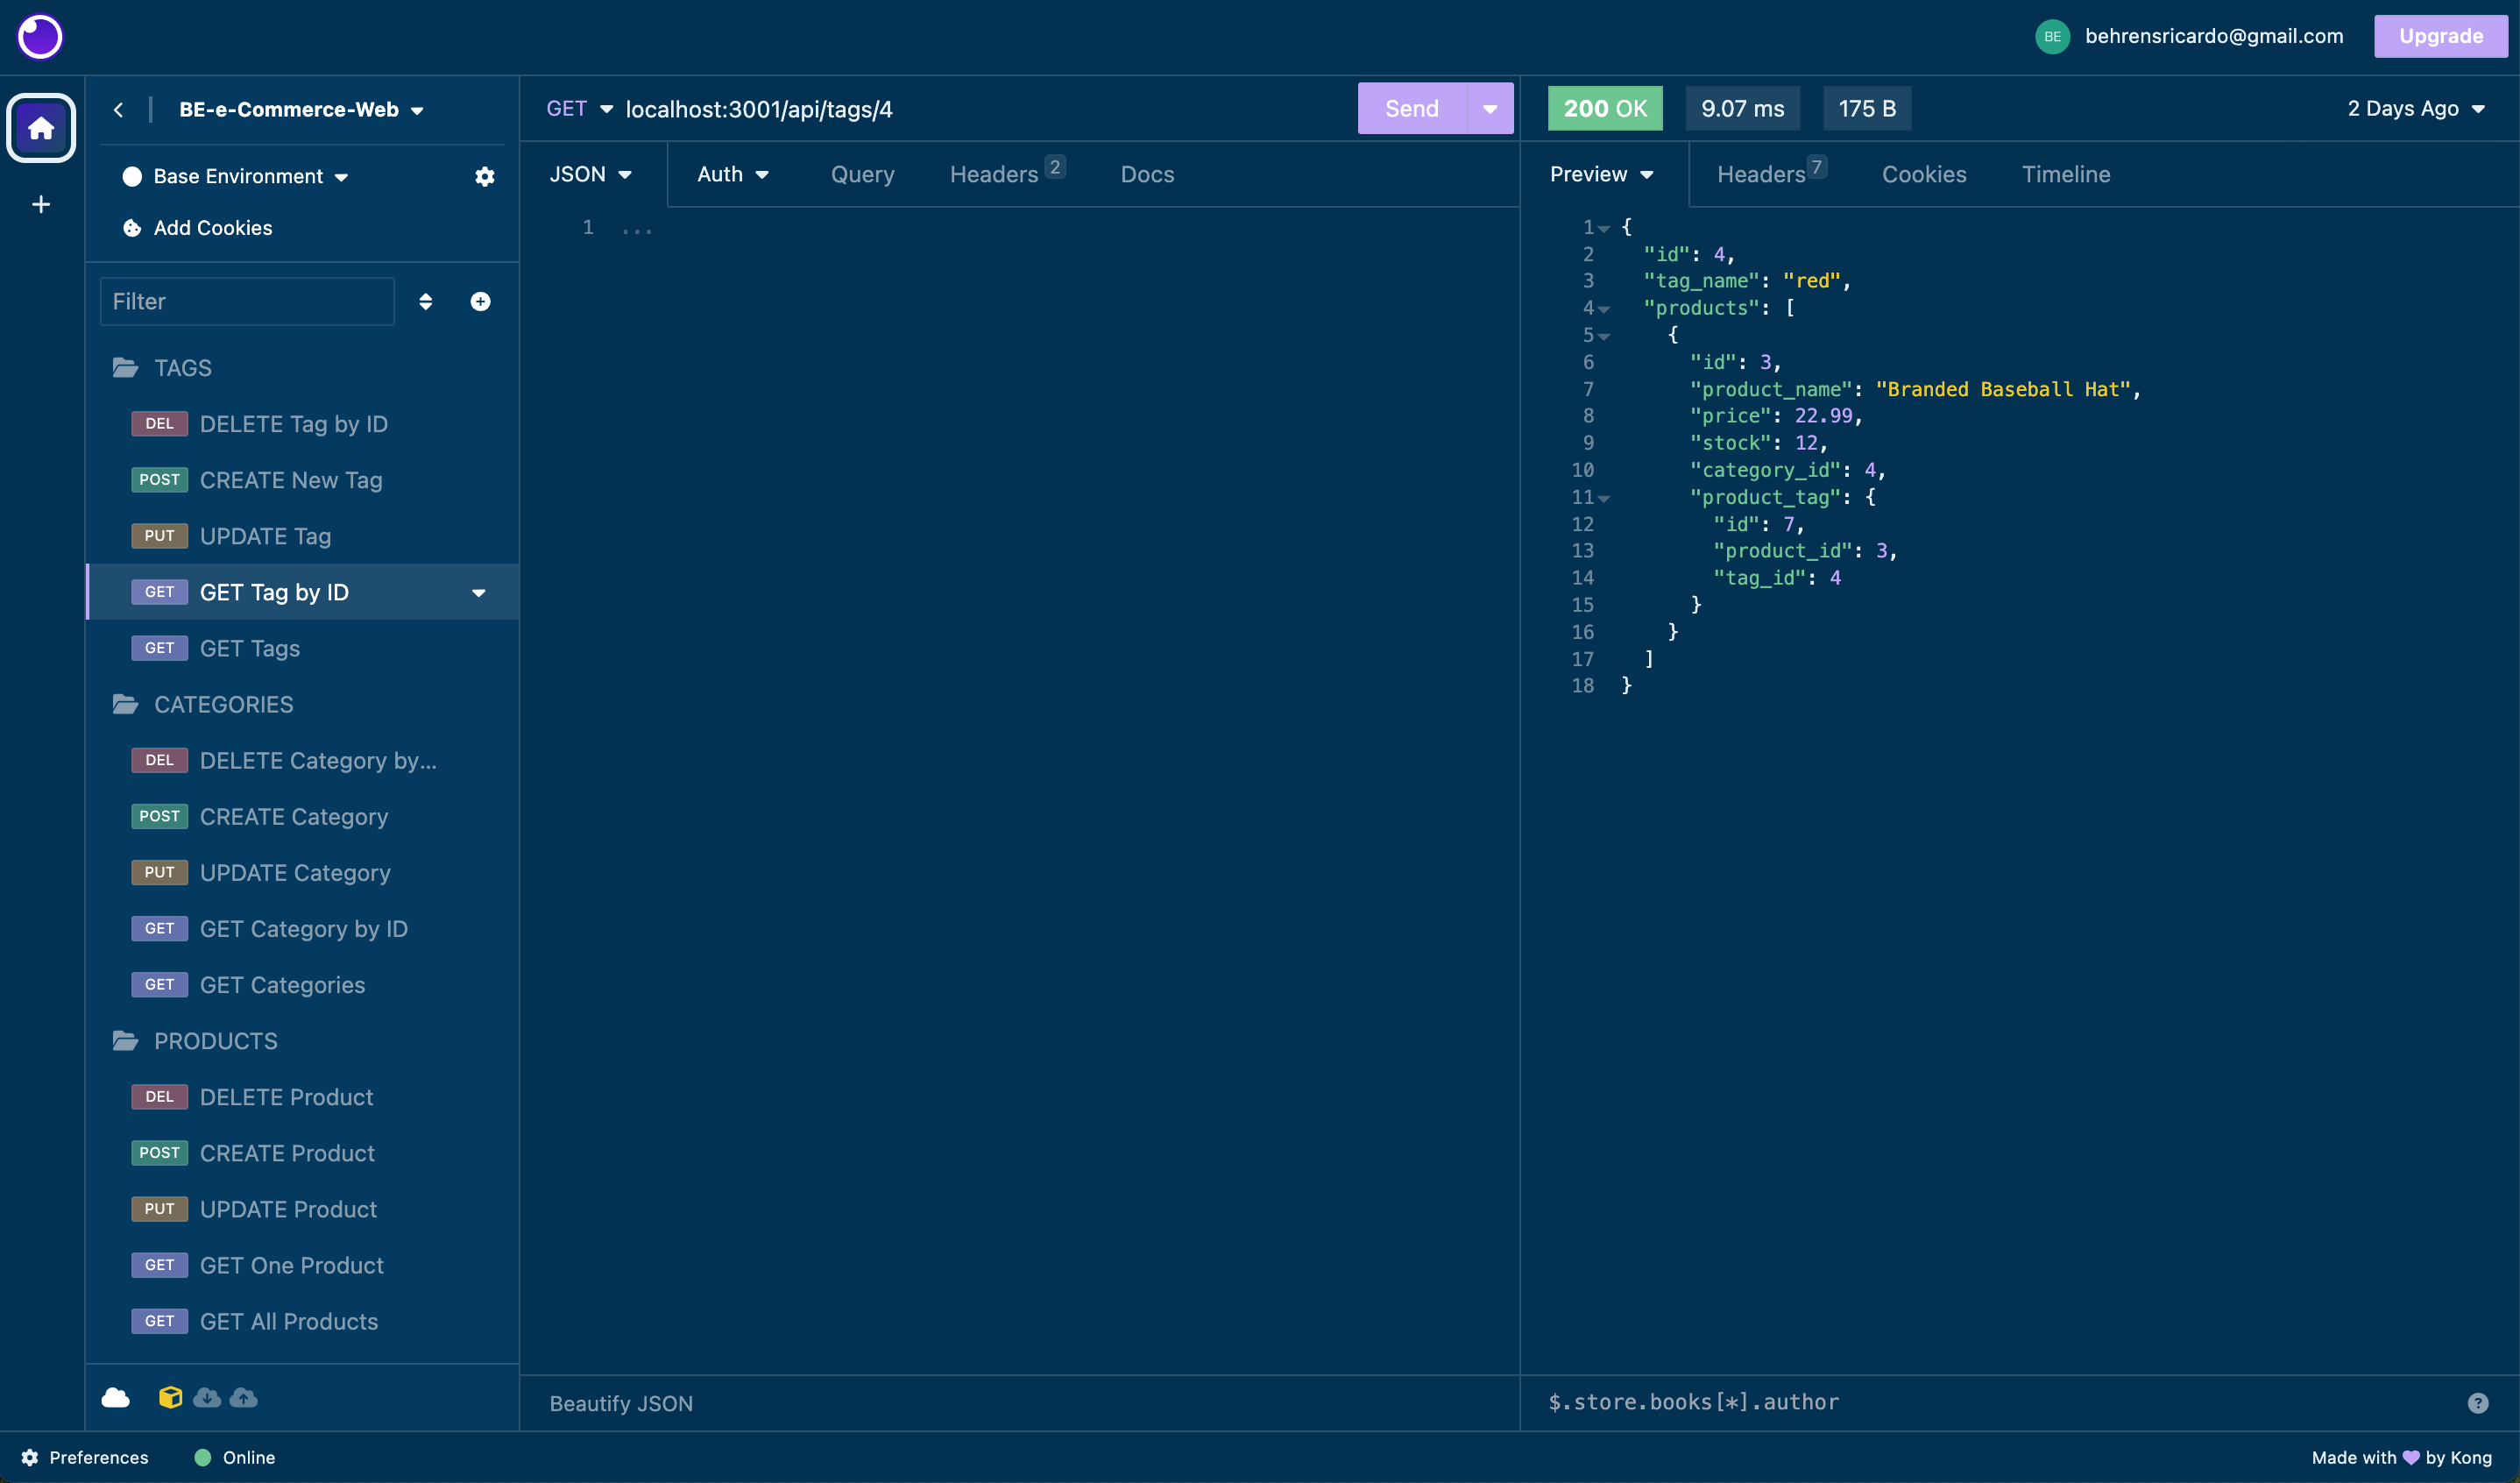 BE behrensricardo@gmail.com Upgrade
BE-e-Commerce-Web
Base Environment
Add Cookies
Filter
TAGS
DEL DELETE Tag by ID
POST CREATE New Tag
PUT UPDATE Tag
GET GET Tag by ID
GET GET Tags
CATEGORIES
DEL DELETE Category by...
POST CREATE Category
PUT UPDATE Category
GET GET Category by ID
GET GET Categories
PRODUCTS
DEL DELETE Product
POST CREATE Product
PUT UPDATE Product
GET GET One Product
GET GET All Products
GET localhost:3001/api/tags/4 Send
JSON Auth Query Headers 2 Docs
1 ...
Beautify JSON
200 OK 9.07 ms 175 B 2 Days Ago
Preview Headers 7 Cookies Timeline
1 {
2 "id": 4,
3 "tag_name": "red",
4 "products": [
5 {
6 "id": 3,
7 "product_name": "Branded Baseball Hat",
8 "price": 22.99,
9 "stock": 12,
10 "category_id": 4,
11 "product_tag": {
12 "id": 7,
13 "product_id": 3,
14 "tag_id": 4
15 }
16 }
17 ]
18 }
$.store.books[*].author ?
Preferences Online
Made with 💜 by Kong